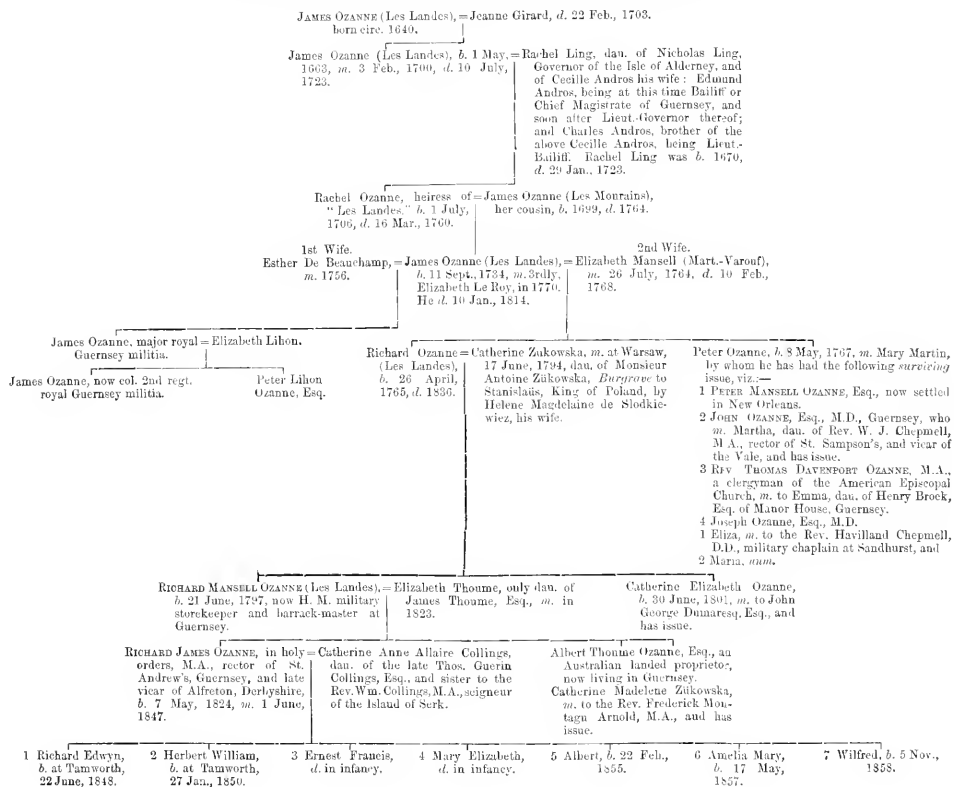 JAMES OZANNE (Les Landes), = Jeanne Girard, d. 22 Feb., 1703.
born circ. 1640.
James Ozanne (Les Landes), b. 1 May, = Rachel Ling, dau. of Nicholas Ling,
1663, m. 3 Feb., 1700, d. 10 July,
1723.
Governor of the Isle of Alderney, and
of Cecille Andros his wife : Edmund
Andros, being at this time Bailiff or
Chief Magistrate of Guernsey, and
soon after Lieut.-Governor thereof;
and Charles Andros, brother of the
above Cecille Andros, being Lieut.-
Bailiff. Rachel Ling was b. 1670,
d. 29 Jan., 1723.
Rachel Ozanne, heiress of = James Ozanne (Les Mourains),
"Les Landes." b. 1 July,
1706, d. 16 Mar., 1760.
her cousin, b. 1699, d. 1764.
1st Wife.
2nd Wife.
Esther De Beauchamp, = James Ozanne (Les Landes), = Elizabeth Mansell (Mart.-Varouf),
m. 1756.
b. 11 Sept., 1734, m. 3rdly,
Elizabeth Le Roy, in 1770.
He d. 10 Jan., 1814.
m. 26 July, 1764, d. 10 Feb.,
1768.
James Ozanne, major royal = Elizabeth Lihon.
Guernsey militia.
James Ozanne, now col. 2nd regt.
royal Guernsey militia.
Peter Lihon
Ozanne, Esq.
Richard Ozanne = Catherine Zukowska, m. at Warsaw,
(Les Landes),
b. 26 April,
1765, d. 1836.
17 June, 1794, dau. of Monsieur
Antoine Zükowska, Burgrave to
Stanislaüs, King of Poland, by
Helene Magdelaine de Slodkie-
wiez, his wife.
Peter Ozanne, b. 8 May, 1767, m. Mary Martin,
by whom he has had the following surviving
issue, viz.:—
1 PETER MANSELL OZANNE, Esq., now settled
in New Orleans.
2 JOHN OZANNE, Esq., M.D., Guernsey, who
m. Martha, dau. of Rev. W. J. Chepmell,
M A., rector of St. Sampson's, and vicar of
the Vale, and has issue.
3 REV THOMAS DAVENPORT OZANNE, M.A.,
a clergyman of the American Episcopal
Church, m. to Emma, dau. of Henry Brock,
Esq. of Manor House, Guernsey.
4 Joseph Ozanne, Esq., M.D.
1 Eliza, m. to the Rev. Havilland Chepmell,
D.D., military chaplain at Sandhurst, and
2 Maria, unm.
RICHARD MANSELL OZANNE (Les Landes), = Elizabeth Thoume, only dau. of
b. 21 June, 1797, now H. M. military
storekeeper and barrack-master at
Guernsey.
James Thoume, Esq., m. in
1823.
Catherine Elizabeth Ozanne,
b. 30 June, 1801, m. to John
George Dumaresq, Esq., and
has issue.
RICHARD JAMES OZANNE, in holy = Catherine Anne Allaire Collings,
orders, M.A., rector of St.
Andrew's, Guernsey, and late
vicar of Alfreton, Derbyshire,
b. 7 May, 1824, m. 1 June,
1847.
dau. of the late Thos. Guerin
Collings, Esq., and sister to the
Rev. Wm. Collings, M.A., seigneur
of the Island of Serk.
Albert Thoume Ozanne, Esq., an
Australian landed proprietor,
now living in Guernsey.
Catherine Madelene Zükowska,
m. to the Rev. Frederick Mon-
tagu Arnold, M.A., and has
issue.
1 Richard Edwyn,
b. at Tamworth,
22 June, 1848.
2 Herbert William,
b. at Tamworth,
27 Jan., 1850.
3 Ernest Francis,
d. in infancy.
4 Mary Elizabeth,
d. in infancy.
5 Albert, b. 22 Feb.,
1855.
6 Amelia Mary,
b. 17 May,
1857.
7 Wilfred, b. 5 Nov.,
1858.